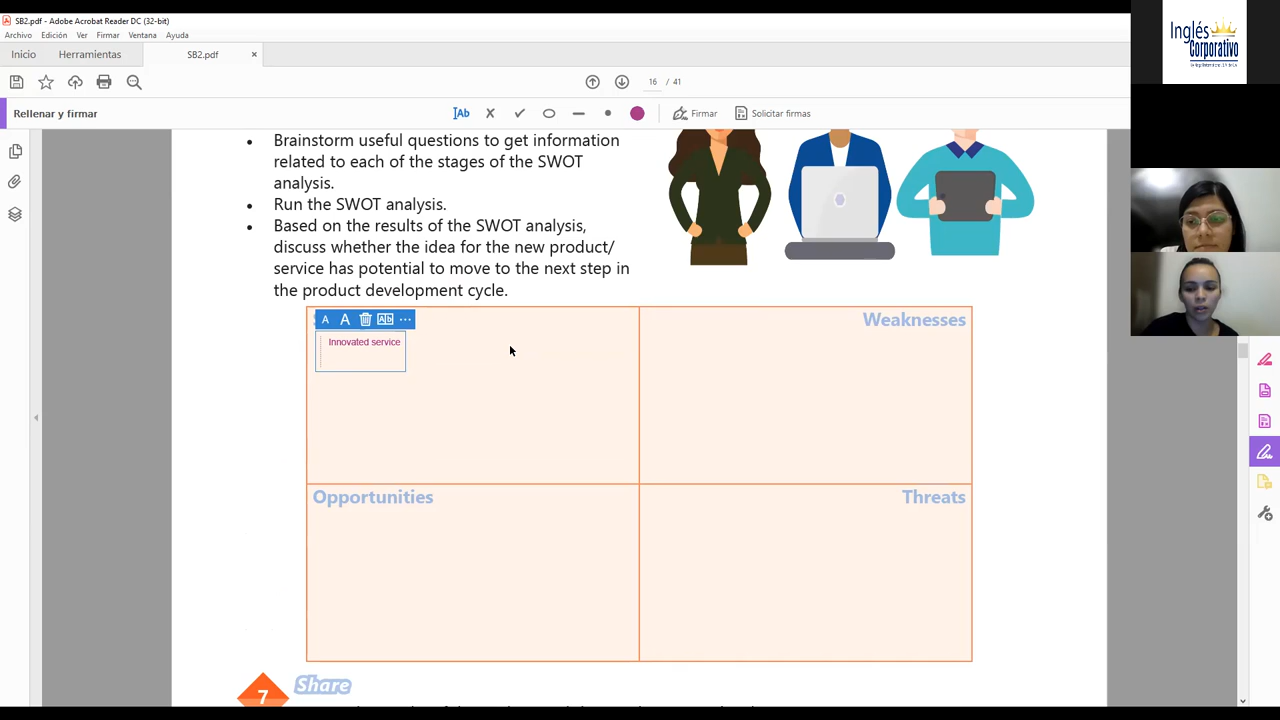 SB2.pdf - Adobe Acrobat Reader DC (32-bit)
Archivo Edición Ver Firmar Ventana Ayuda
Inicio Herramientas SB2.pdf ×
16 / 41
Rellenar y firmar
Ab
Firmar
Solicitar firmas
• Brainstorm useful questions to get information
related to each of the stages of the SWOT
analysis.
• Run the SWOT analysis.
• Based on the results of the SWOT analysis,
discuss whether the idea for the new product/
service has potential to move to the next step in
the product development cycle.
A A Ab ...
Innovated service
Weaknesses
Opportunities
Threats
7 Share
Inglés
Corporativo